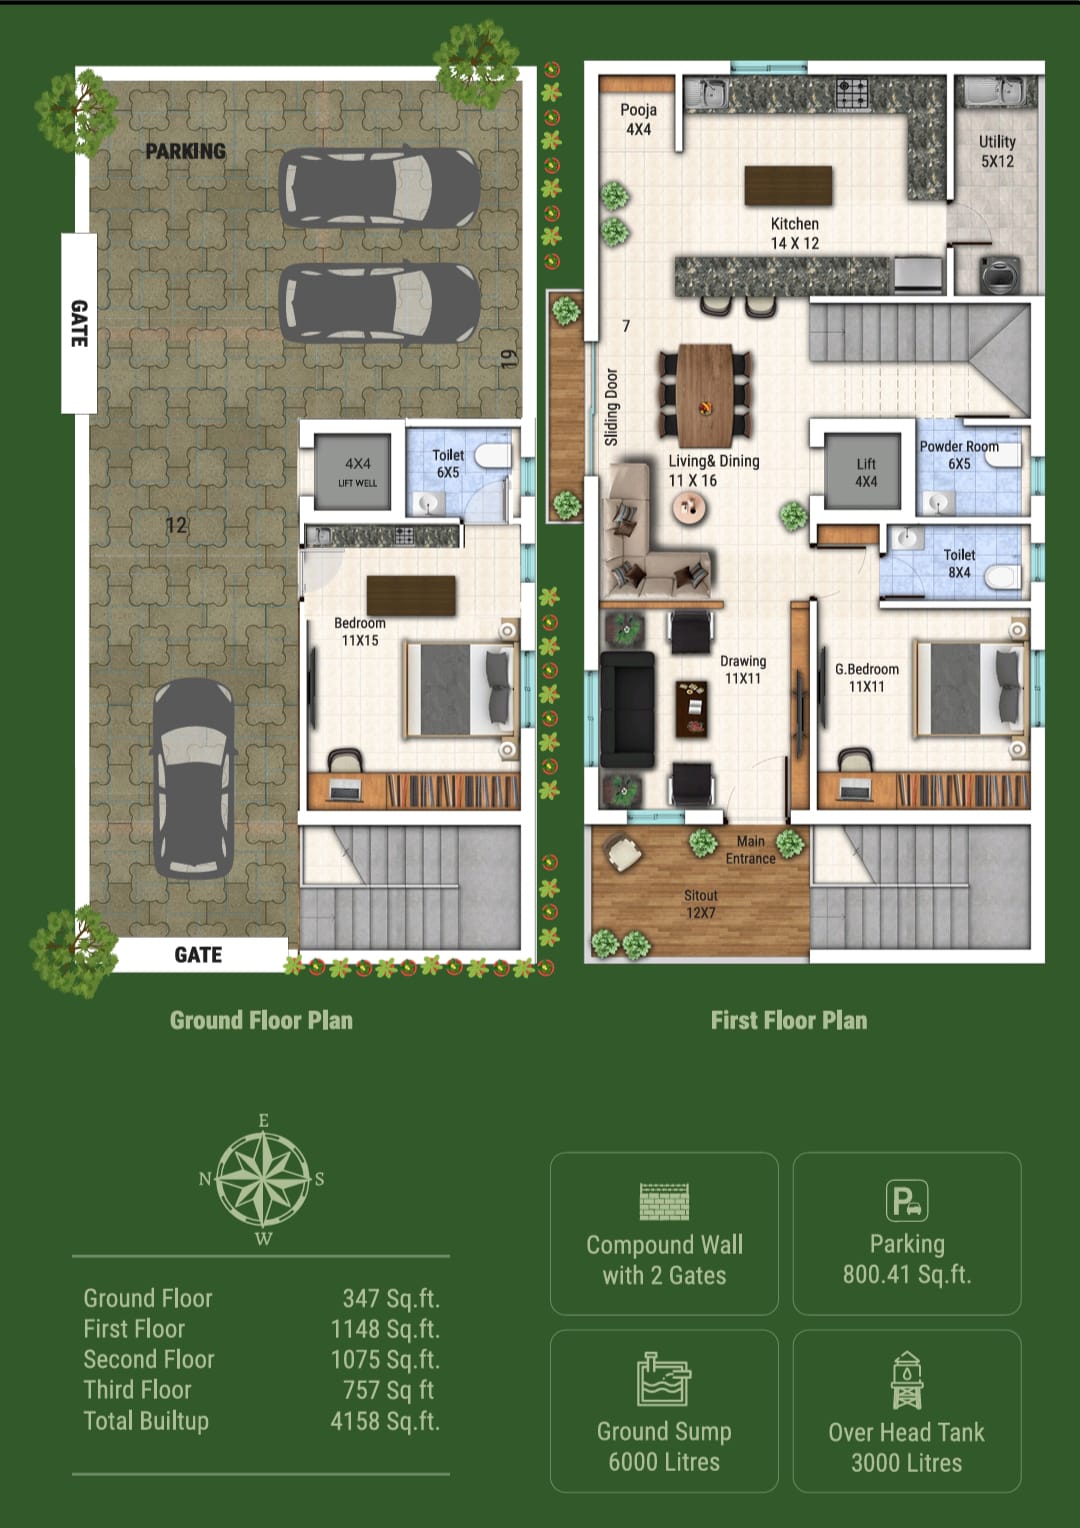 PARKING
GATE
19
4X4
LIFT WELL
Toilet
6X5
12
Bedroom
11X15
GATE
Ground Floor Plan
Pooja
4X4
Utility
5X12
Kitchen
14 X 12
7
Sliding Door
Living& Dining
11 X 16
Lift
4X4
Powder Room
6X5
Toilet
8X4
Drawing
11X11
G.Bedroom
11X11
Main
Entrance
Sitout
12X7
First Floor Plan
E
N
S
W
Ground Floor 347 Sq.ft.
First Floor 1148 Sq.ft.
Second Floor 1075 Sq.ft.
Third Floor 757 Sq ft
Total Builtup 4158 Sq.ft.
Compound Wall
with 2 Gates
P
Parking
800.41 Sq.ft.
Ground Sump
6000 Litres
Over Head Tank
3000 Litres